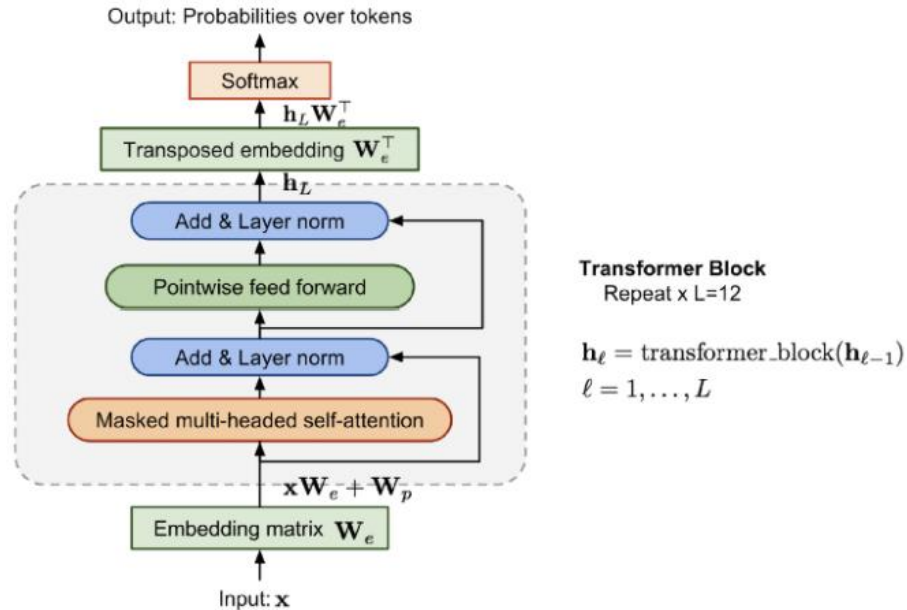 Output: Probabilities over tokens
Softmax
h_L W_e^⊤
Transposed embedding W_e^⊤
h_L
Add & Layer norm
Pointwise feed forward
Add & Layer norm
Masked multi-headed self-attention
xW_e + W_p
Embedding matrix W_e
Input: x
Transformer Block
Repeat x L=12
h_ℓ = transformer_block(h_{ℓ−1})
ℓ = 1, . . . , L